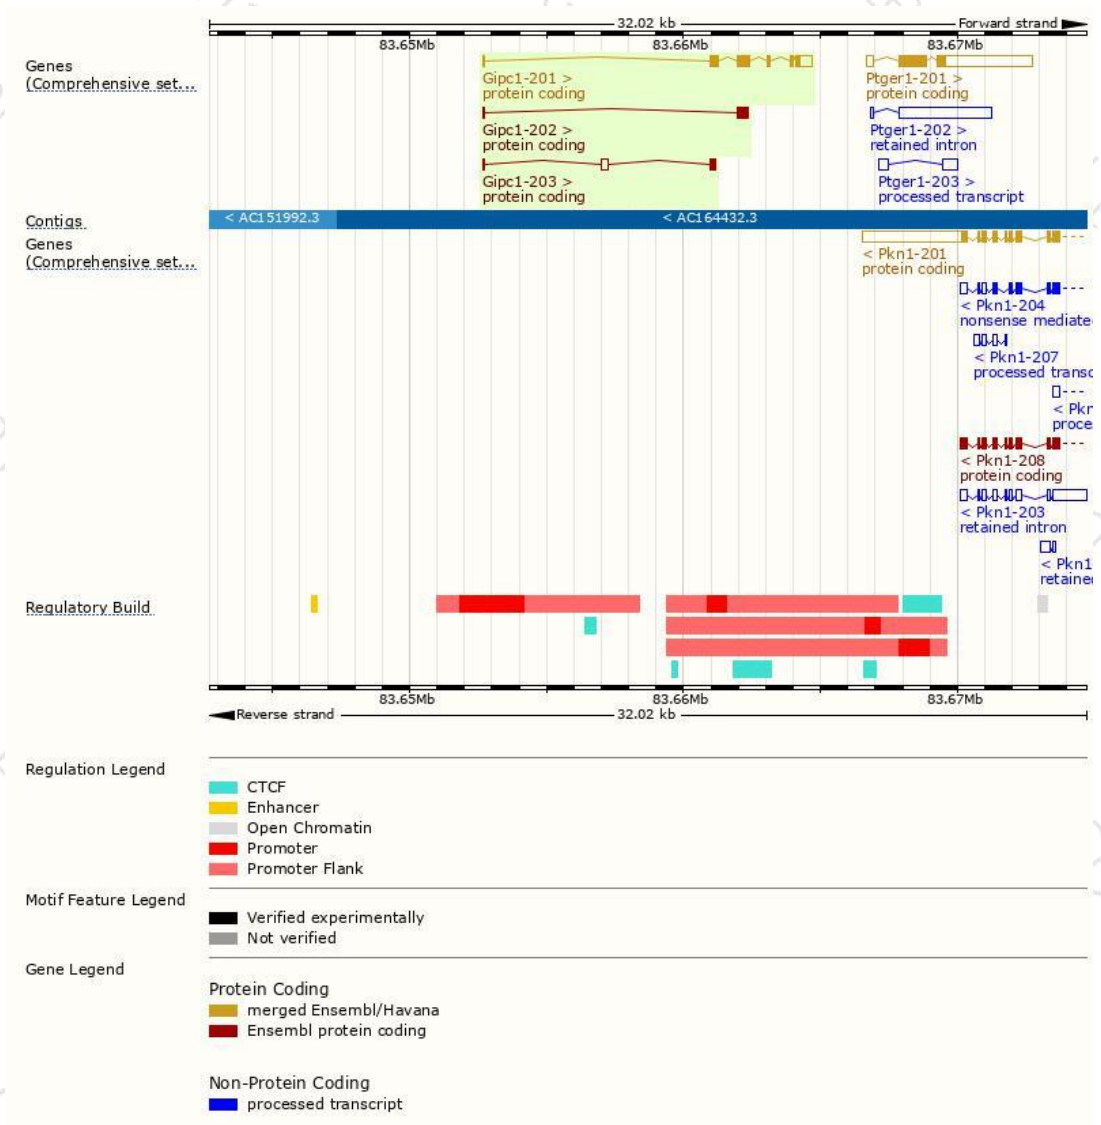 32.02 kb
Forward strand
83.65Mb 83.66Mb 83.67Mb
Genes
(Comprehensive set...
Gipc1-201 >
protein coding
Ptger1-201 >
protein coding
Gipc1-202 >
protein coding
Ptger1-202 >
retained intron
Gipc1-203 >
protein coding
Ptger1-203 >
processed transcript
Contigs
< AC151992.3
< AC164432.3
Genes
(Comprehensive set...
< Pkn1-201
protein coding
< Pkn1-204
nonsense mediate
< Pkn1-207
processed transc
< Pkn
proce
< Pkn1-208
protein coding
< Pkn1-203
retained intron
< Pkn1
retained
Regulatory Build
83.65Mb 83.66Mb 83.67Mb
Reverse strand
32.02 kb
Regulation Legend
CTCF
Enhancer
Open Chromatin
Promoter
Promoter Flank
Motif Feature Legend
Verified experimentally
Not verified
Gene Legend
Protein Coding
merged Ensembl/Havana
Ensembl protein coding
Non-Protein Coding
processed transcript